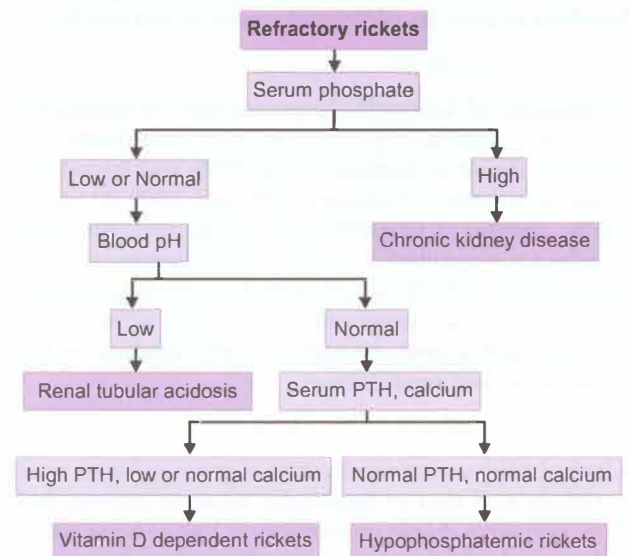 Refractory rickets
Serum phosphate
Low or Normal
High
Blood pH
Chronic kidney disease
Low
Normal
Renal tubular acidosis
Serum PTH, calcium
High PTH, low or normal calcium
Normal PTH, normal calcium
Vitamin D dependent rickets
Hypophosphatemic rickets